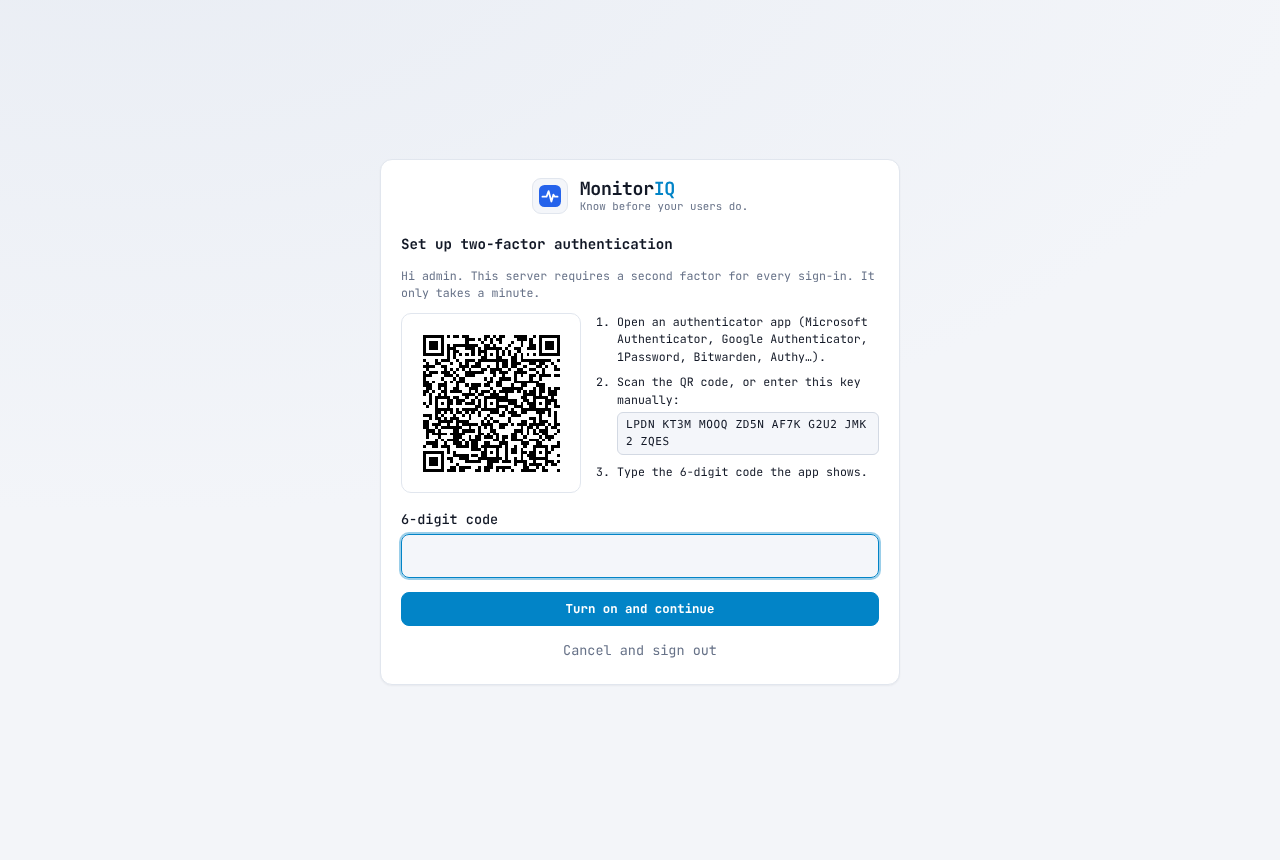 MonitorIQ
Know before your users do.
Set up two-factor authentication
Hi admin. This server requires a second factor for every sign-in. It
only takes a minute.
1. Open an authenticator app (Microsoft
Authenticator, Google Authenticator,
1Password, Bitwarden, Authy…).
2. Scan the QR code, or enter this key
manually:
LPDN KT3M MOOQ ZD5N AF7K G2U2 JMK
2 ZQES
3. Type the 6-digit code the app shows.
6-digit code
Turn on and continue
Cancel and sign out